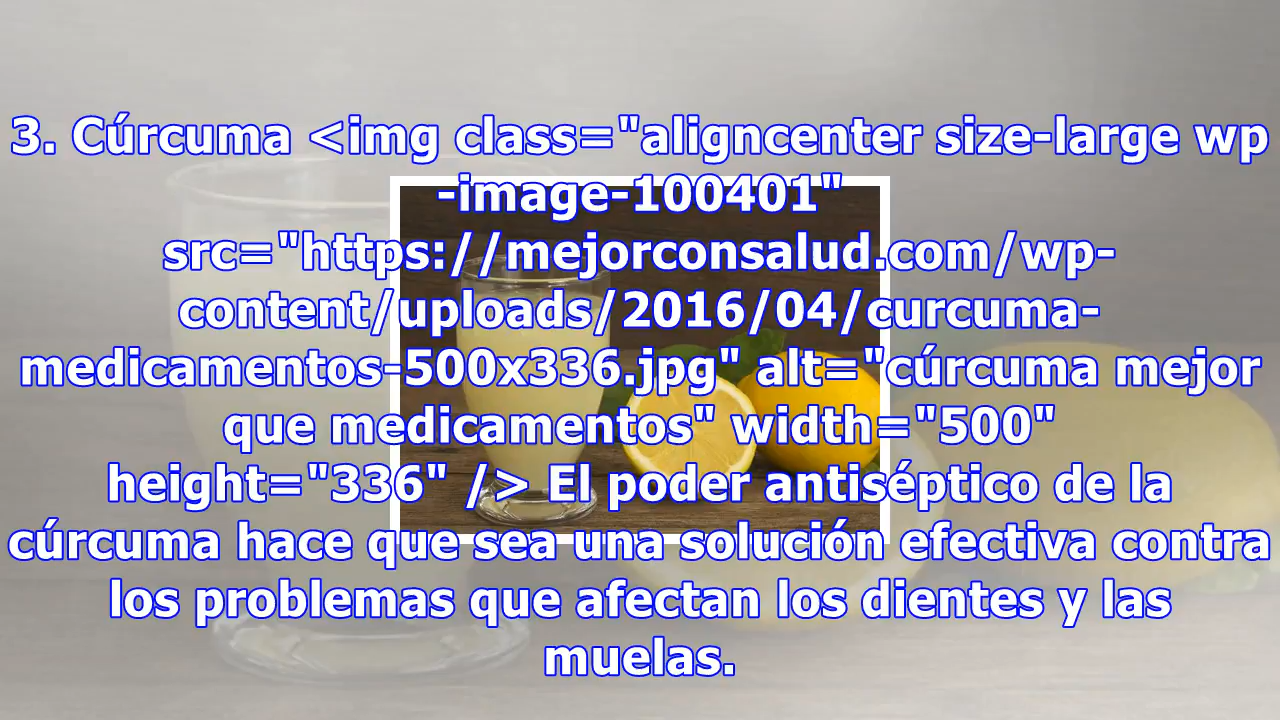 3. Cúrcuma <img class="aligncenter size-large wp
-image-100401"
src="https://mejorconsalud.com/wp-
content/uploads/2016/04/curcuma-
medicamentos-500x336.jpg" alt="cúrcuma mejor
que medicamentos" width="500"
height="336" /> El poder antiséptico de la
cúrcuma hace que sea una solución efectiva contra
los problemas que afectan los dientes y las
muelas.